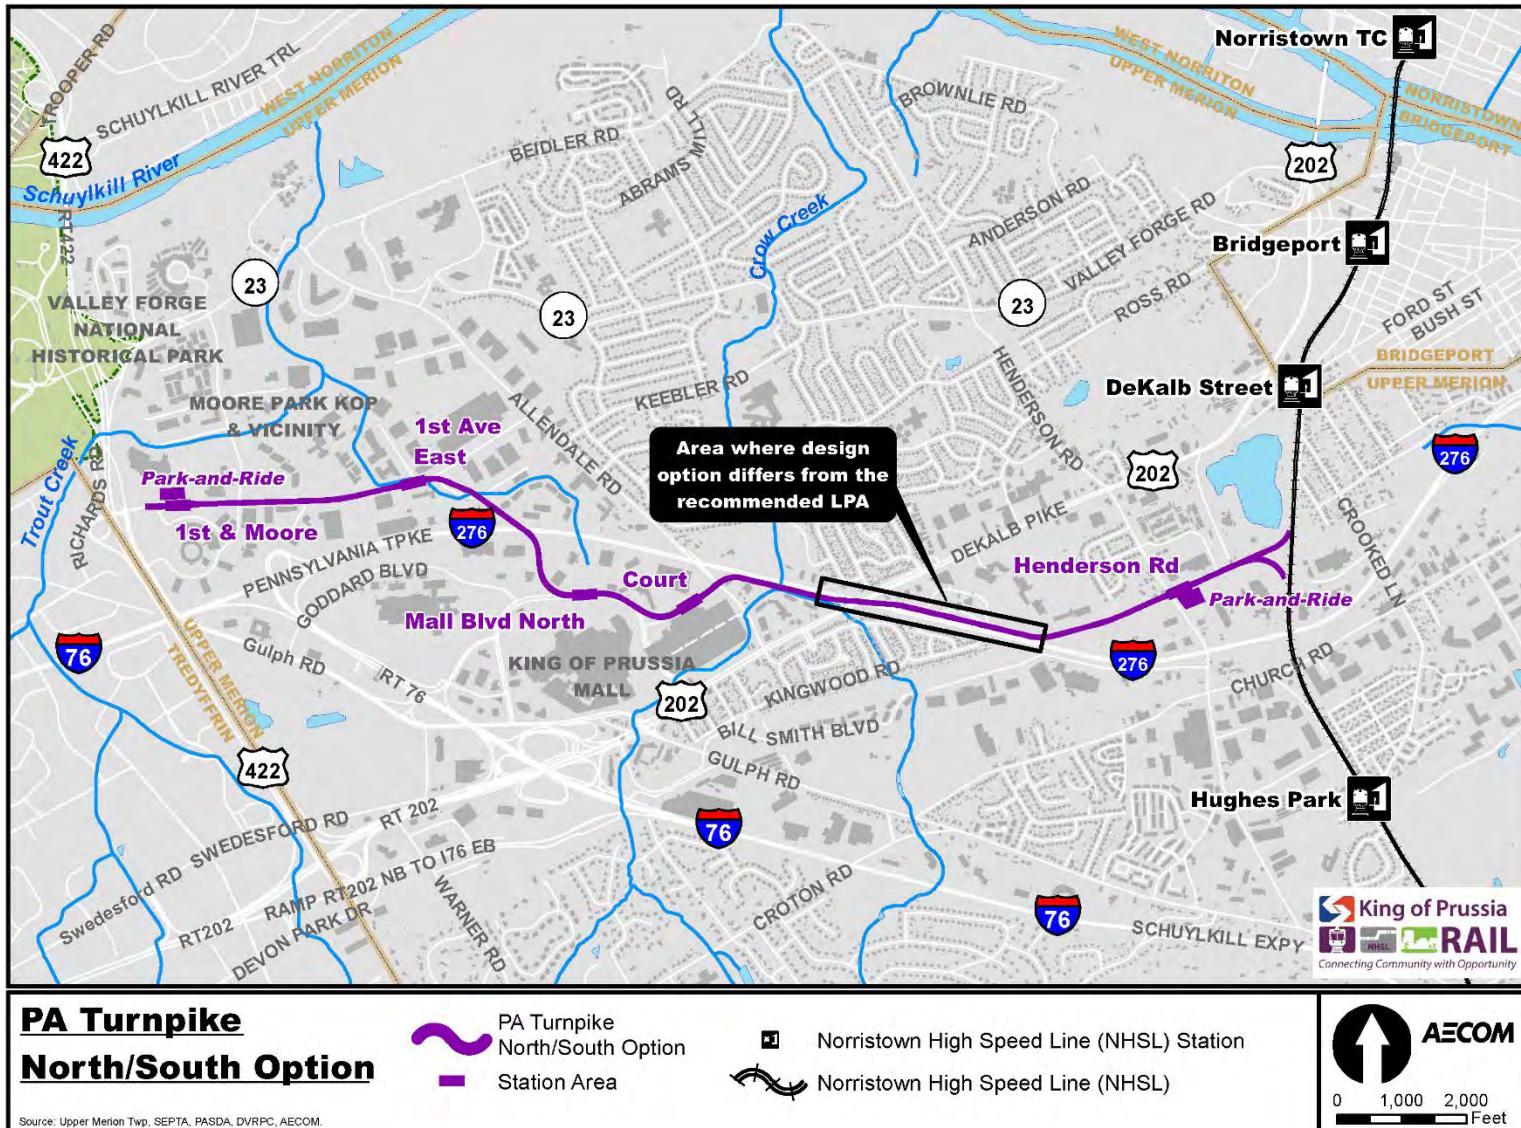 Norristown TC
TROOPER RD
SCHUYLKILL RIVER TRL
WEST NORRITON
UPPER MERION
WEST NORRITON
UPPER MERION
NORRISTOWN
BRIDGEPORT
BROWNLIE RD
ABRAMS MILL RD
BEIDLER RD
422
202
Schuylkill River
RT422
Crow Creek
ANDERSON RD
VALLEY FORGE RD
Bridgeport
ROSS RD
23
23
23
VALLEY FORGE
NATIONAL
HISTORICAL PARK
FORD ST
BUSH ST
BRIDGEPORT
UPPER MERION
HENDERSON RD
KEEBLER RD
DeKalb Street
MOORE PARK KOP
& VICINITY
ALLENDALE RD
1st Ave
East
Area where design
option differs from the
recommended LPA
202
276
Trout Creek
RICHARDS RD
Park-and-Ride
1st & Moore
276
PENNSYLVANIA TPKE
GODDARD BLVD
DEKALB PIKE
CROOKED LN
Henderson Rd
Park-and-Ride
Court
Mall Blvd North
76
Gulph RD
RT 76
UPPER MERION
TREDYFFRIN
KING OF PRUSSIA
MALL
202
KINGWOOD RD
276
CHURCH RD
BILL SMITH BLVD
GULPH RD
422
Hughes Park
RT 202
SWEDESFORD RD
Swedesford RD
76
RAMP RT202 NB TO I76 EB
RT202
DEVON PARK DR
WARNER RD
CROTON RD
76
SCHUYLKILL EXPY
King of Prussia
NHSL
RAIL
Connecting Community with Opportunity
PA Turnpike
North/South Option
PA Turnpike
North/South Option
Station Area
Norristown High Speed Line (NHSL) Station
Norristown High Speed Line (NHSL)
AECOM
0 1,000 2,000
Feet
Source: Upper Merion Twp, SEPTA, PASDA, DVRPC, AECOM.